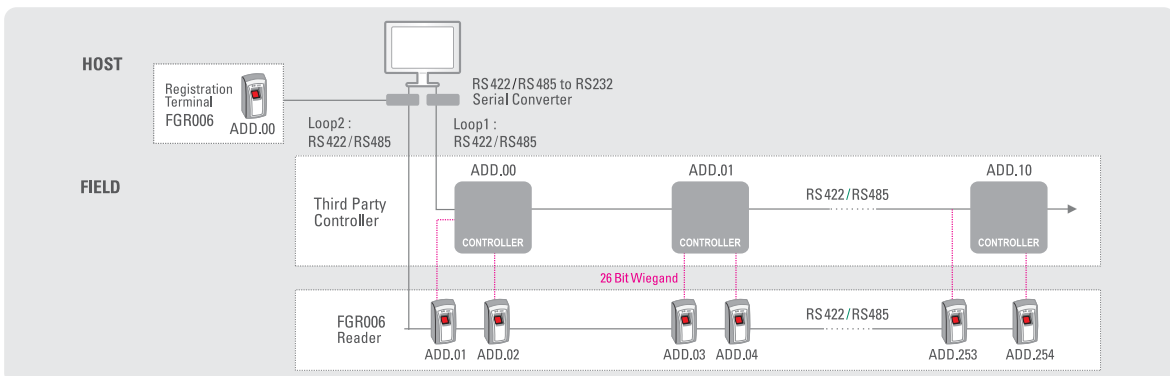 HOST
Registration
Terminal
FGR006
ADD.00
RS422/RS485 to RS232
Serial Converter
Loop2 :
RS422/RS485
Loop1 :
RS422/RS485
FIELD
Third Party
Controller
ADD.00
CONTROLLER
ADD.01
CONTROLLER
RS422/RS485
ADD.10
CONTROLLER
26 Bit Wiegand
FGR006
Reader
ADD.01
ADD.02
ADD.03
ADD.04
RS422/RS485
ADD.253
ADD.254